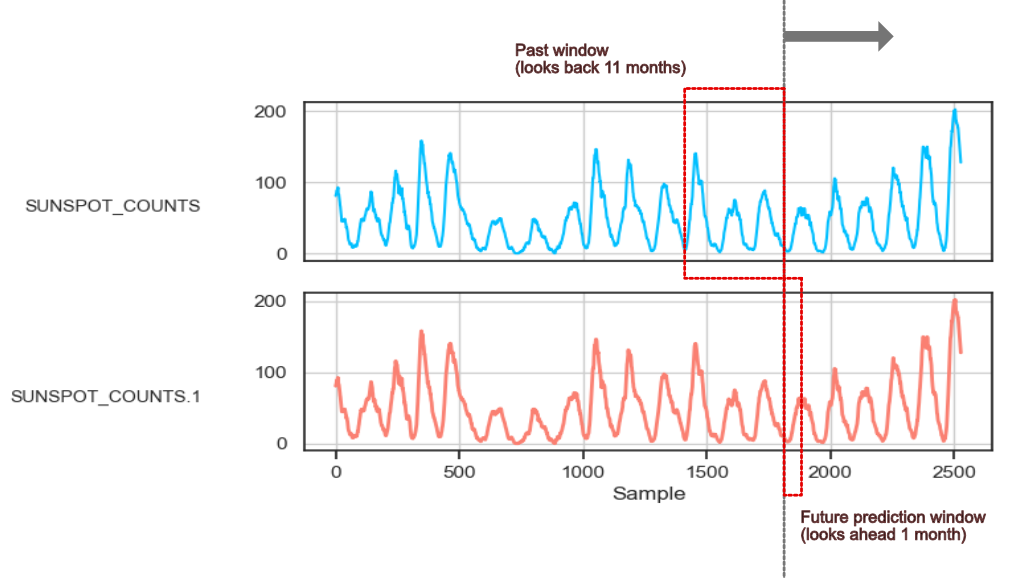 Past window
(looks back 11 months)
200
100
0
SUNSPOT_COUNTS
200
100
0
SUNSPOT_COUNTS.1
0 500 1000 1500 2000 2500
Sample
Future prediction window
(looks ahead 1 month)